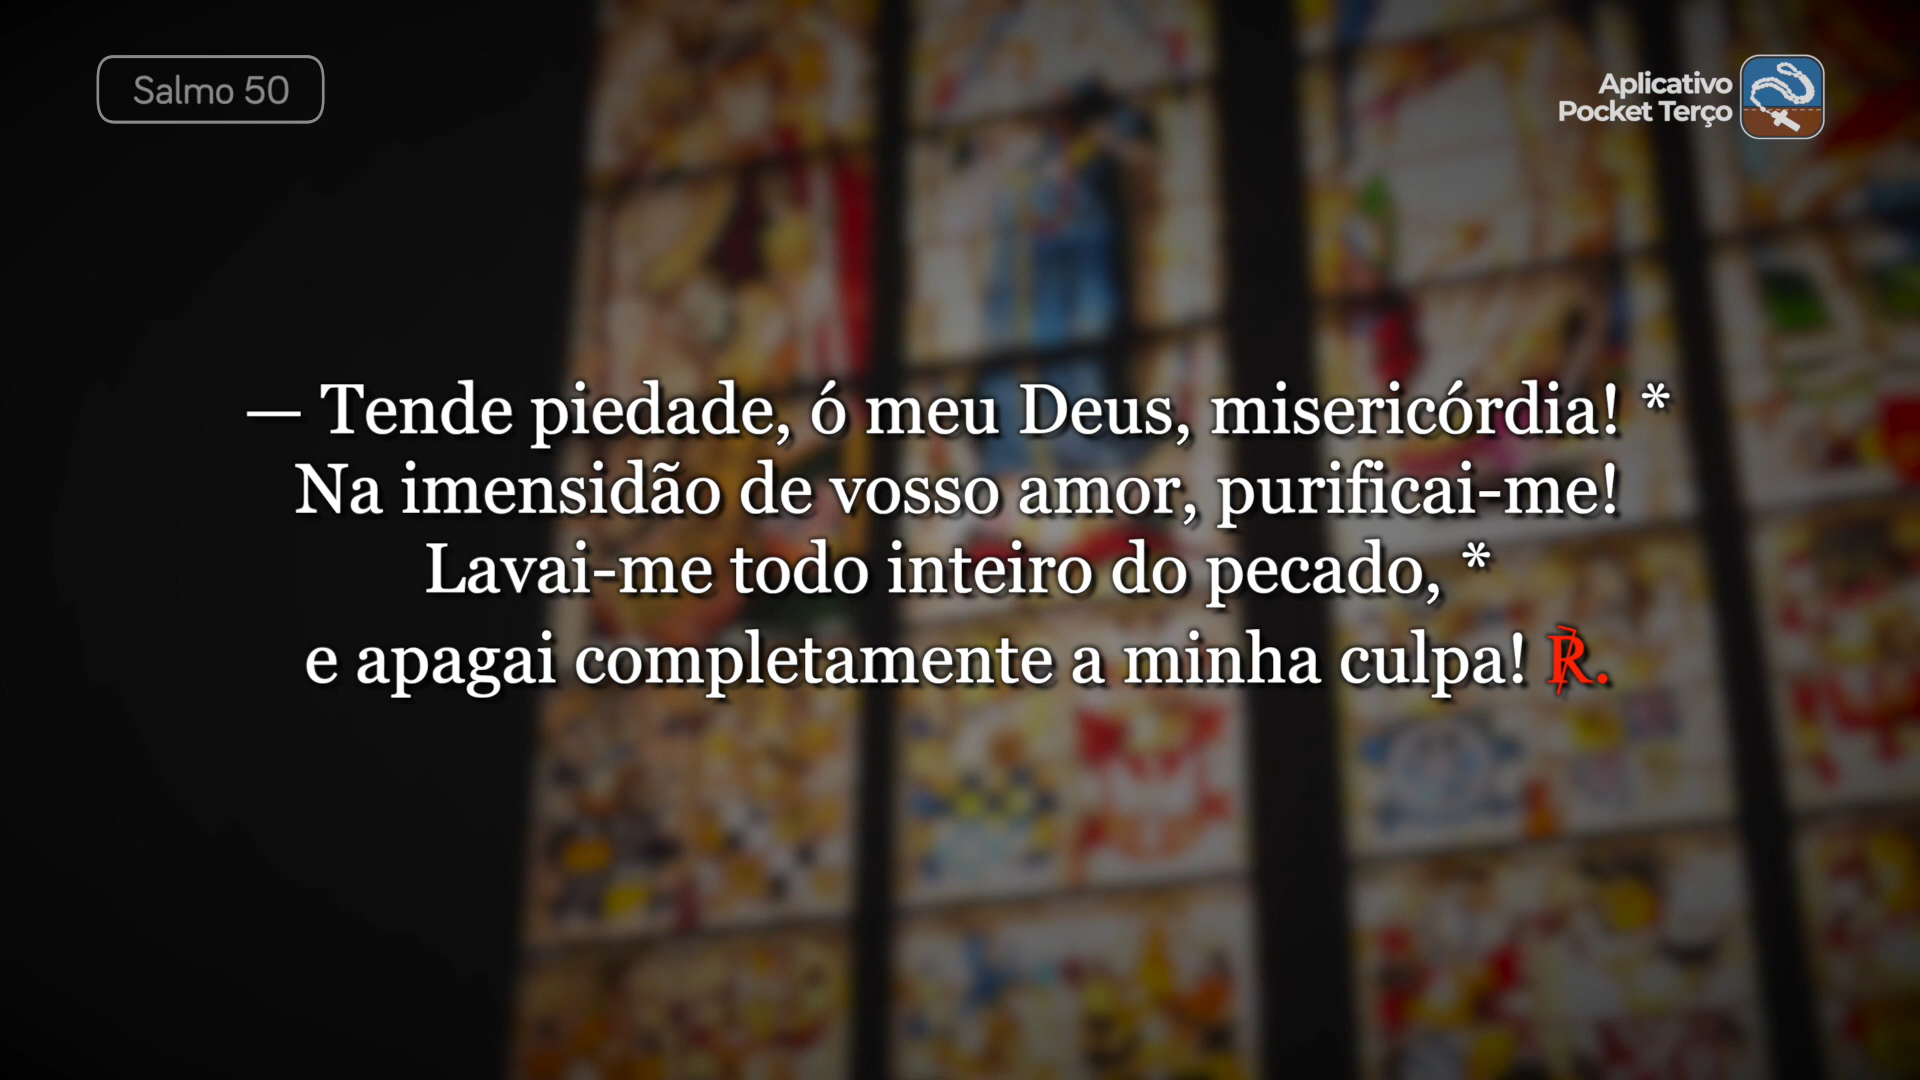 Salmo 50
Aplicativo
Pocket Terço
— Tende piedade, ó meu Deus, misericórdia! *
Na imensidão de vosso amor, purificai-me!
Lavai-me todo inteiro do pecado, *
e apagai completamente a minha culpa! ℟.